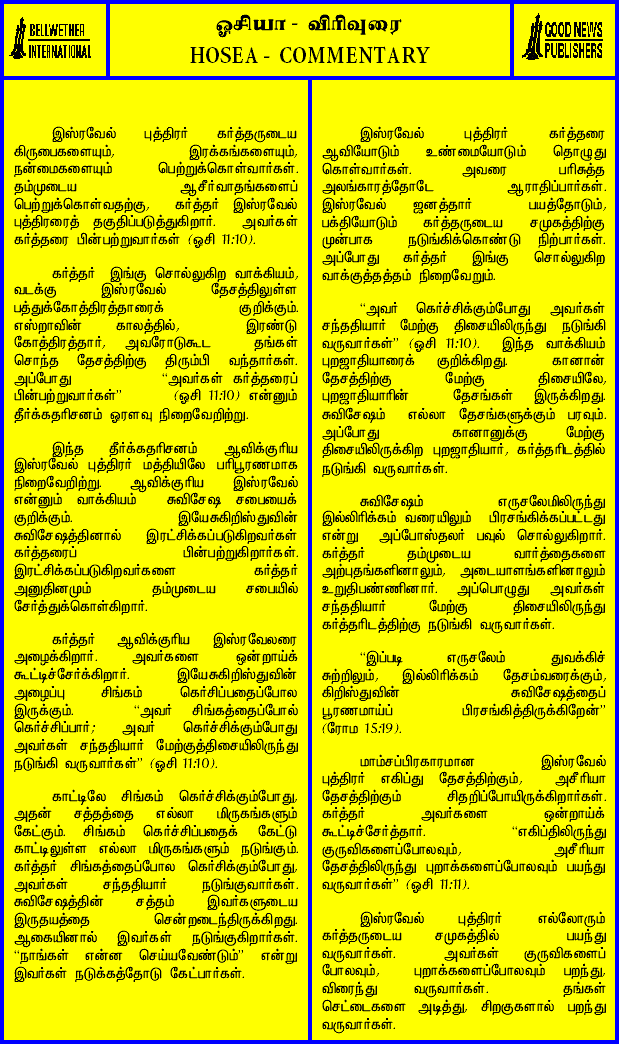 BELLWETHER
INTERNATIONAL
ஓசியா - விரிவுரை
HOSEA - COMMENTARY
GOOD NEWS
PUBLISHERS
இஸ்ரவேல் புத்திரர் கர்த்தருடைய
கிருபைகளையும், இரக்கங்களையும்,
நன்மைகளையும் பெற்றுக்கொள்வார்கள்.
தம்முடைய ஆசீர்வாதங்களைப்
பெற்றுக்கொள்வதற்கு, கர்த்தர் இஸ்ரவேல்
புத்திரரைத் தகுதிப்படுத்துகிறார். அவர்கள்
கர்த்தரை பின்பற்றுவார்கள் (ஓசி 11:10).
கர்த்தர் இங்கு சொல்லுகிற வாக்கியம்,
வடக்கு இஸ்ரவேல் தேசத்திலுள்ள
பத்துக்கோத்திரத்தாரைக் குறிக்கும்.
எஸ்றாவின் காலத்தில், இரண்டு
கோத்திரத்தார், அவரோடுகூட தங்கள்
சொந்த தேசத்திற்கு திரும்பி வந்தார்கள்.
அப்போது “அவர்கள் கர்த்தரைப்
பின்பற்றுவார்கள்” (ஓசி 11:10) என்னும்
தீர்க்கதரிசனம் ஓரளவு நிறைவேறிற்று.
இந்த தீர்க்கதரிசனம் ஆவிக்குரிய
இஸ்ரவேல் புத்திரர் மத்தியிலே பரிபூரணமாக
நிறைவேறிற்று. ஆவிக்குரிய இஸ்ரவேல்
என்னும் வாக்கியம் சுவிசேஷ சபையைக்
குறிக்கும். இயேசுகிறிஸ்துவின்
சுவிசேஷத்தினால் இரட்சிக்கப்படுகிறவர்கள்
கர்த்தரைப் பின்பற்றுகிறார்கள்.
இரட்சிக்கப்படுகிறவர்களை கர்த்தர்
அனுதினமும் தம்முடைய சபையில்
சேர்த்துக்கொள்கிறார்.
கர்த்தர் ஆவிக்குரிய இஸ்ரவேலரை
அழைக்கிறார். அவர்களை ஒன்றாய்க்
கூட்டிச்சேர்க்கிறார். இயேசுகிறிஸ்துவின்
அழைப்பு சிங்கம் கெர்சிப்பதைப்போல
இருக்கும். “அவர் சிங்கத்தைப்போல்
கெர்ச்சிப்பார்; அவர் கெர்ச்சிக்கும்போது
அவர்கள் சந்ததியார் மேற்குத்திசையிலிருந்து
நடுங்கி வருவார்கள்” (ஓசி 11:10).
காட்டிலே சிங்கம் கெர்ச்சிக்கும்போது,
அதன் சத்தத்தை எல்லா மிருகங்களும்
கேட்கும். சிங்கம் கெர்ச்சிப்பதைக் கேட்டு
காட்டிலுள்ள எல்லா மிருகங்களும் நடுங்கும்.
கர்த்தர் சிங்கத்தைப்போல கெர்சிக்கும்போது,
அவர்கள் சந்ததியார் நடுங்குவார்கள்.
சுவிசேஷத்தின் சத்தம் இவர்களுடைய
இருதயத்தை சென்றடைந்திருக்கிறது.
ஆகையினால் இவர்கள் நடுங்குகிறார்கள்.
“நாங்கள் என்ன செய்யவேண்டும்” என்று
இவர்கள் நடுக்கத்தோடு கேட்பார்கள்.
இஸ்ரவேல் புத்திரர் கர்த்தரை
ஆவியோடும் உண்மையோடும் தொழுது
கொள்வார்கள். அவரை பரிசுத்த
அலங்காரத்தோடே ஆராதிப்பார்கள்.
இஸ்ரவேல் ஜனத்தார் பயத்தோடும்,
பக்தியோடும் கர்த்தருடைய சமுகத்திற்கு
முன்பாக நடுங்கிக்கொண்டு நிற்பார்கள்.
அப்போது கர்த்தர் இங்கு சொல்லுகிற
வாக்குத்தத்தம் நிறைவேறும்.
“அவர் கெர்ச்சிக்கும்போது அவர்கள்
சந்ததியார் மேற்கு திசையிலிருந்து நடுங்கி
வருவார்கள்” (ஓசி 11:10). இந்த வாக்கியம்
புறஜாதியாரைக் குறிக்கிறது. கானான்
தேசத்திற்கு மேற்கு திசையிலே,
புறஜாதியாரின் தேசங்கள் இருக்கிறது.
சுவிசேஷம் எல்லா தேசங்களுக்கும் பரவும்.
அப்போது கானானுக்கு மேற்கு
திசையிலிருக்கிற புறஜாதியார், கர்த்தரிடத்தில்
நடுங்கி வருவார்கள்.
சுவிசேஷம் எருசலேமிலிருந்து
இல்லிரிக்கம் வரையிலும் பிரசங்கிக்கப்பட்டது
என்று அப்போஸ்தலர் பவுல் சொல்லுகிறார்.
கர்த்தர் தம்முடைய வார்த்தைகளை
அற்புதங்களினாலும், அடையாளங்களினாலும்
உறுதிபண்ணினார். அப்பொழுது அவர்கள்
சந்ததியார் மேற்கு திசையிலிருந்து
கர்த்தரிடத்திற்கு நடுங்கி வருவார்கள்.
“இப்படி எருசலேம் துவக்கிச்
சுற்றிலும், இல்லிரிக்கம் தேசம்வரைக்கும்,
கிறிஸ்துவின் சுவிசேஷத்தைப்
பூரணமாய்ப் பிரசங்கித்திருக்கிறேன்”
(ரோம 15:19).
மாம்சப்பிரகாரமான இஸ்ரவேல்
புத்திரர் எகிப்து தேசத்திற்கும், அசீரியா
தேசத்திற்கும் சிதறிப்போயிருக்கிறார்கள்.
கர்த்தர் அவர்களை ஒன்றாய்க்
கூட்டிச்சேர்த்தார். “எகிப்திலிருந்து
குருவிகளைப்போலவும், அசீரியா
தேசத்திலிருந்து புறாக்களைப்போலவும் பயந்து
வருவார்கள்” (ஓசி 11:11).
இஸ்ரவேல் புத்திரர் எல்லோரும்
கர்த்தருடைய சமுகத்தில் பயந்து
வருவார்கள். அவர்கள் குருவிகளைப்
போலவும், புறாக்களைப்போலவும் பறந்து,
விரைந்து வருவார்கள். தங்கள்
செட்டைகளை அடித்து, சிறகுகளால் பறந்து
வருவார்கள்.